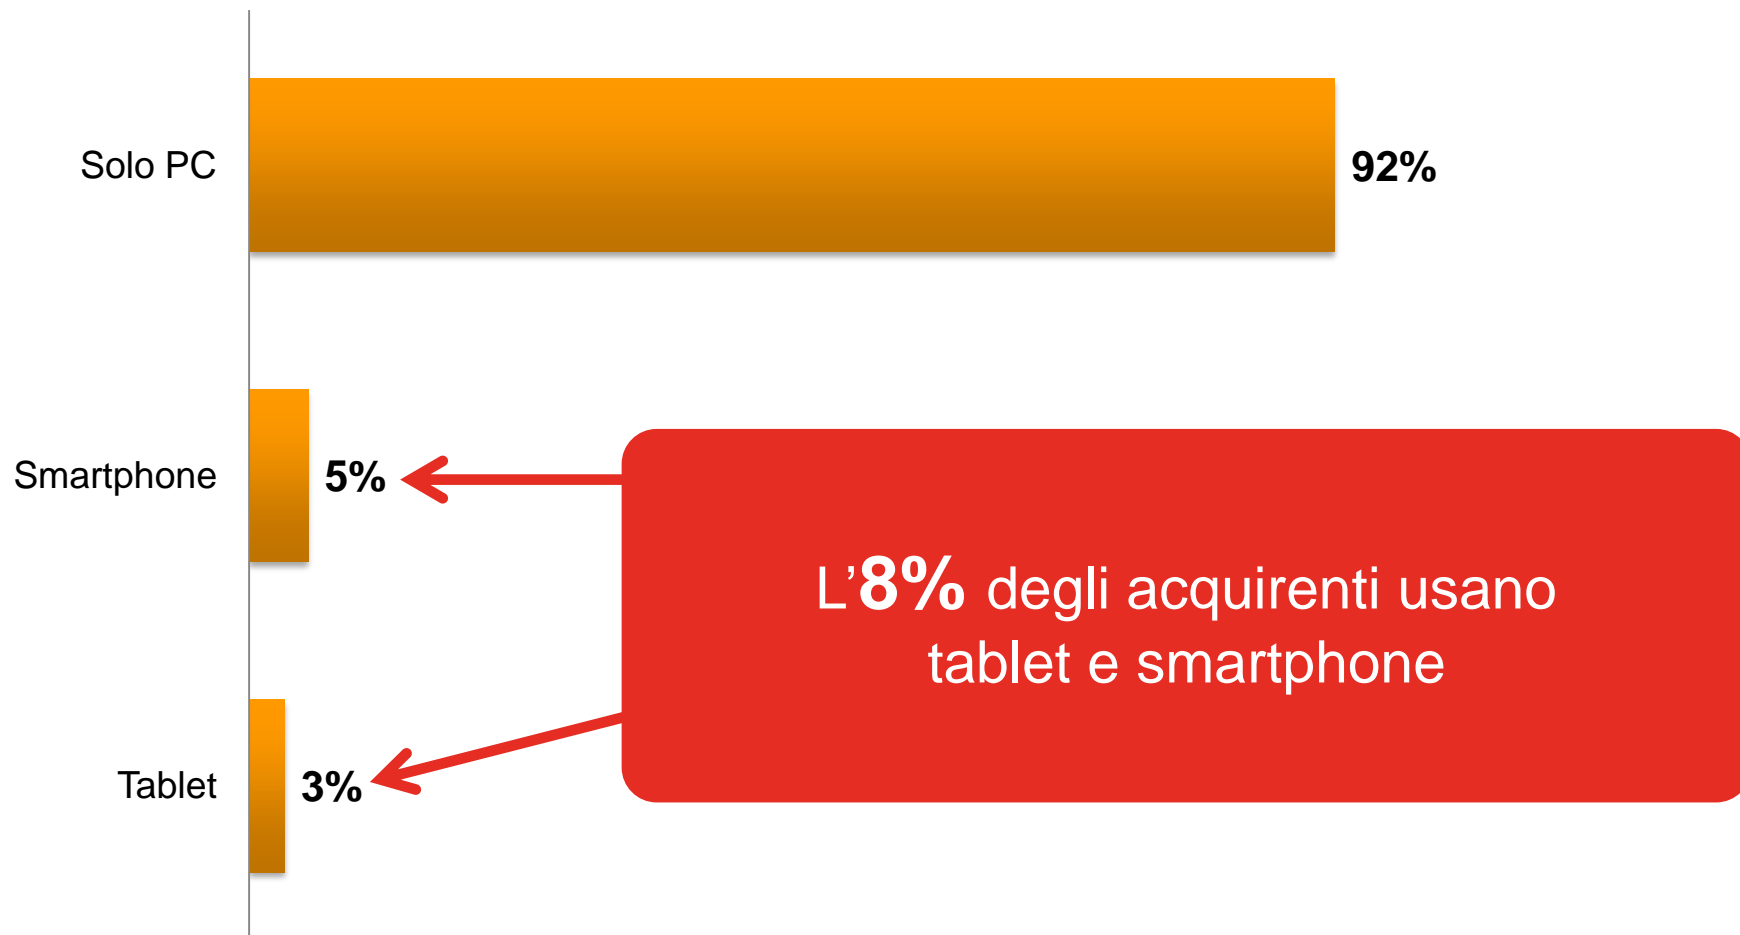 Solo PC
92%
Smartphone
5%
L’8% degli acquirenti usano
tablet e smartphone
Tablet
3%